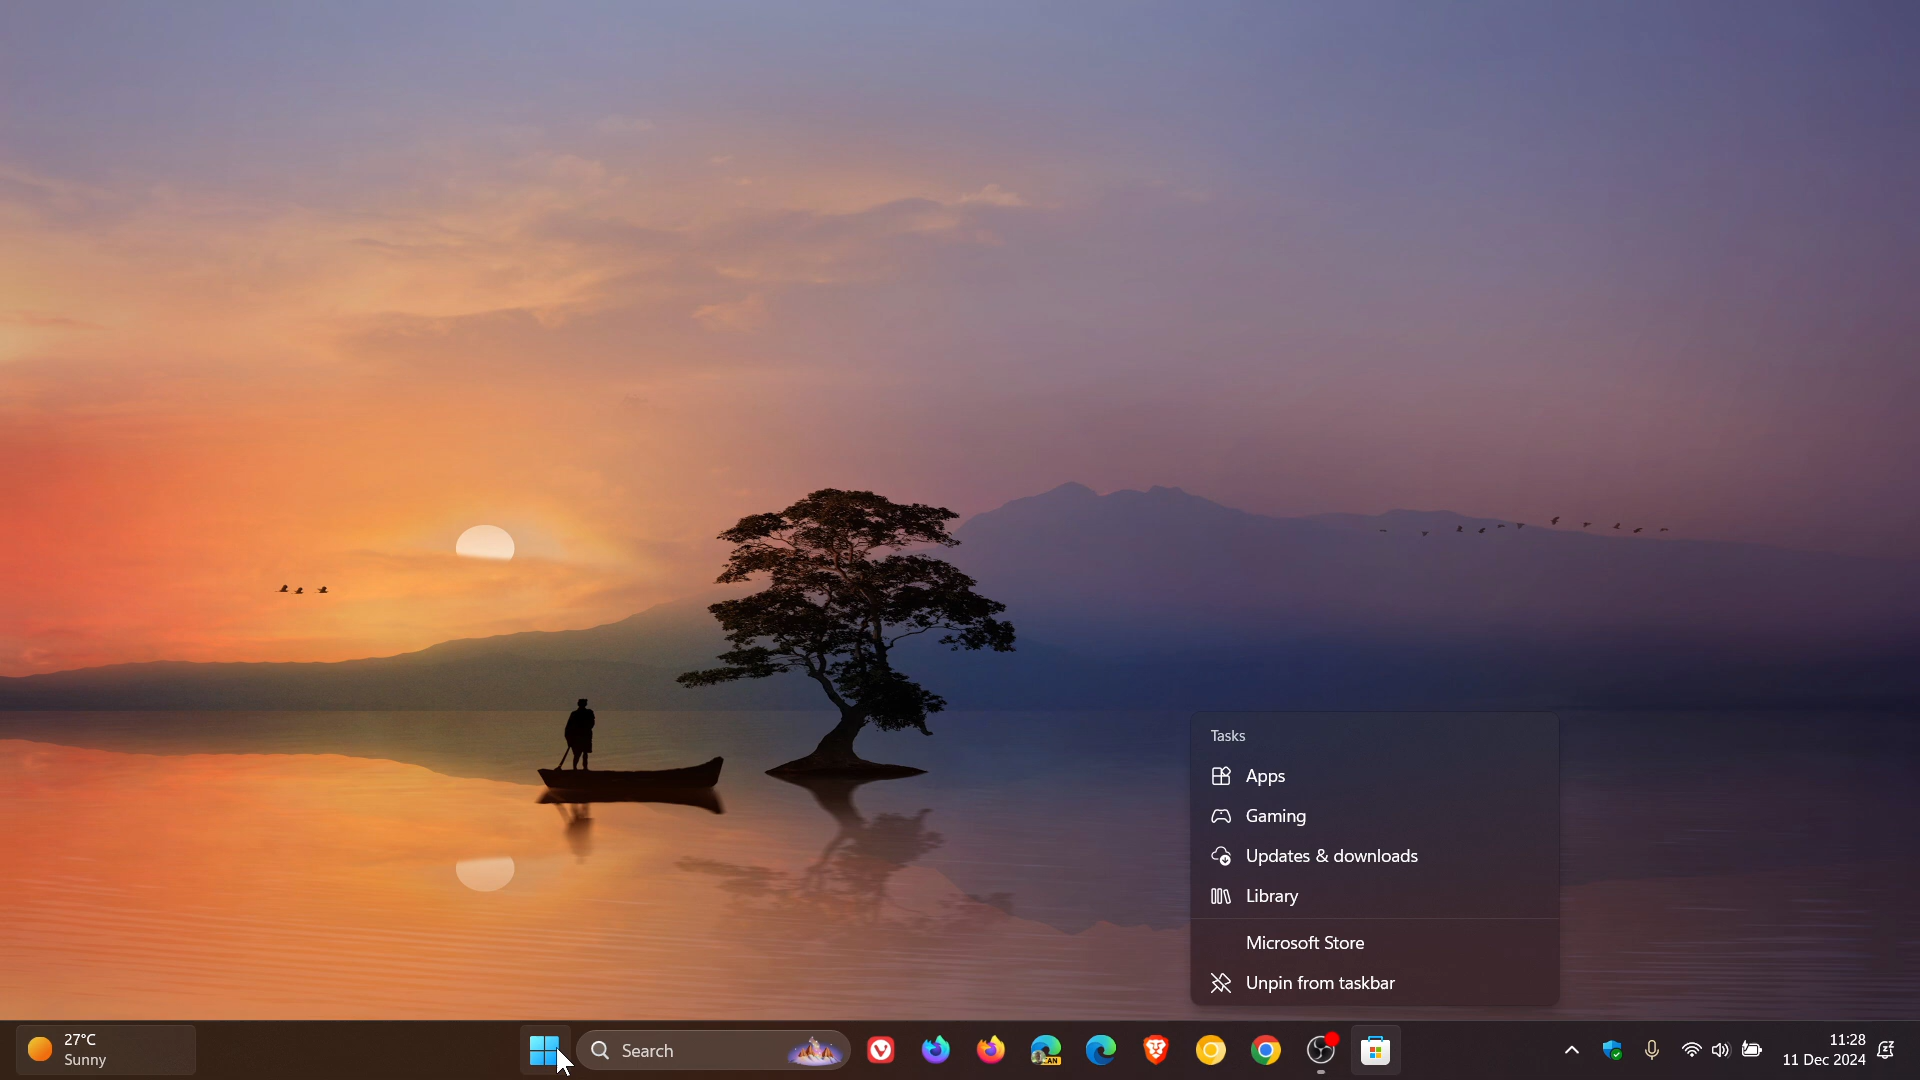 Tasks
Apps
Gaming
Updates & downloads
Library
Microsoft Store
Unpin from taskbar
27°C
Sunny
Search
CAN
11:28
11 Dec 2024